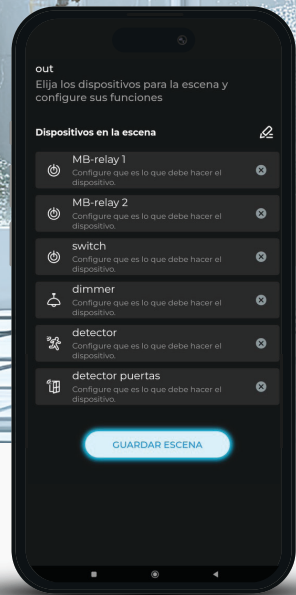 out
Elija los dispositivos para la escena y
configure sus funciones
Dispositivos en la escena
MB-relay 1
Configure que es lo que debe hacer el
dispositivo.
MB-relay 2
Configure que es lo que debe hacer el
dispositivo.
switch
Configure que es lo que debe hacer el
dispositivo.
dimmer
Configure que es lo que debe hacer el
dispositivo.
detector
Configure que es lo que debe hacer el
dispositivo.
detector puertas
Configure que es lo que debe hacer el
dispositivo.
GUARDAR ESCENA